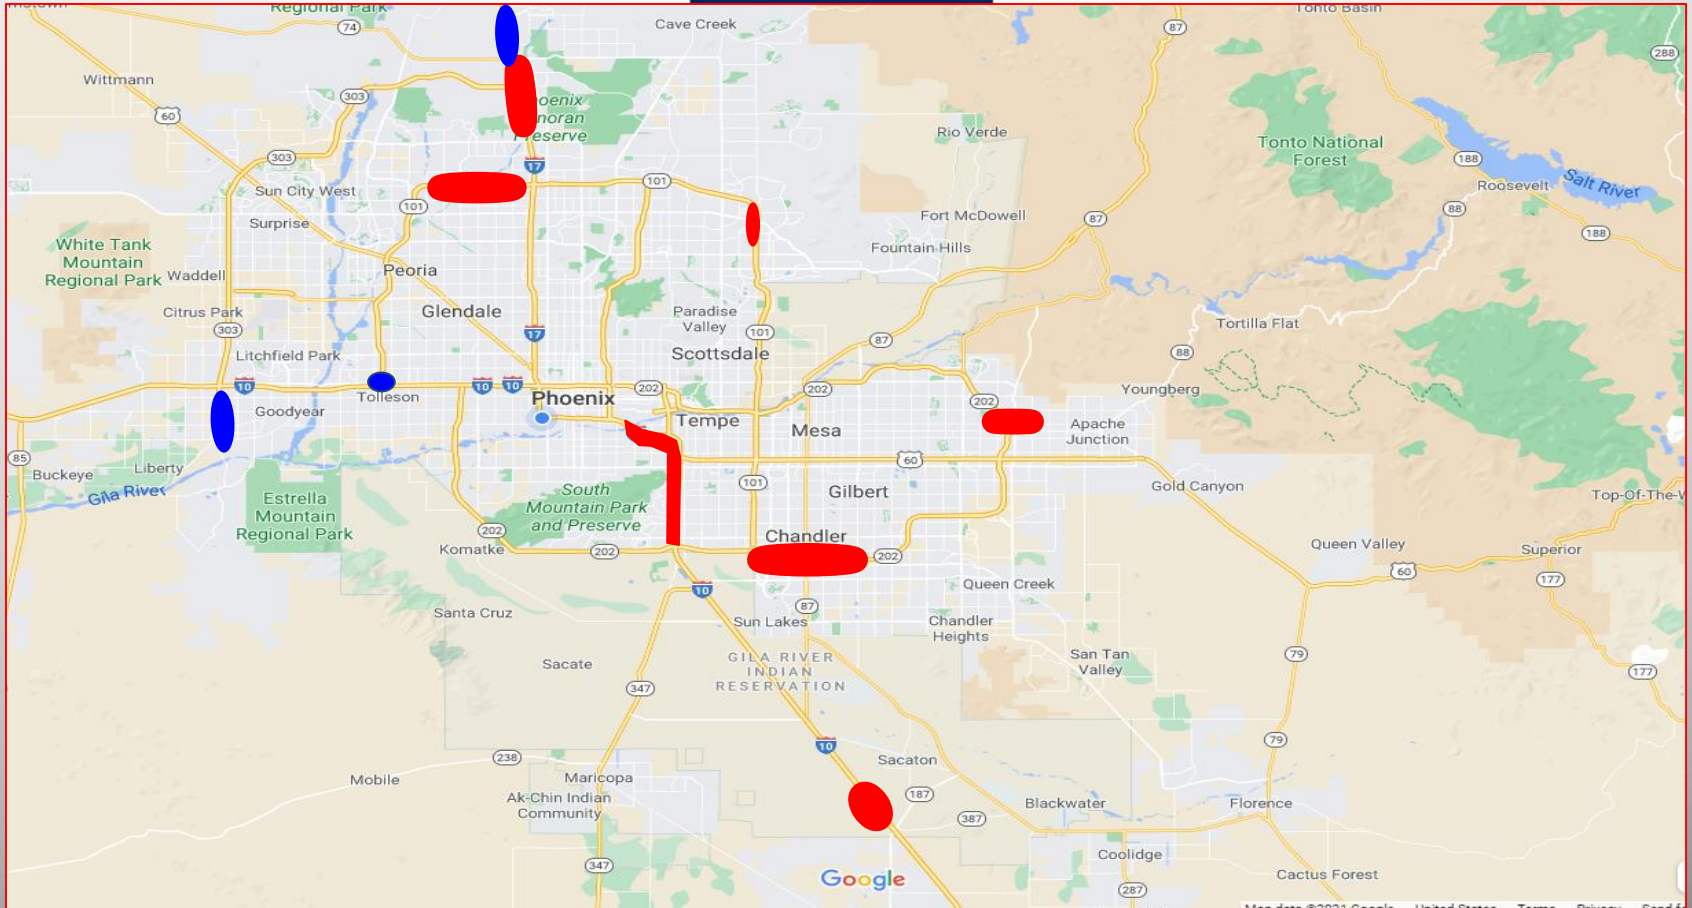 Regional Park
74
Cave Creek
87
Tonto Basin
288
Wittmann
303
60
Rio Verde
Tonto National
Forest
188
Salt River
Roosevelt
17
303
Sun City West
101
101
88
Surprise
Fort McDowell
87
188
White Tank
Mountain
Regional Park
Waddell
Peoria
Fountain Hills
Citrus Park
Glendale
Paradise
Valley
303
17
101
87
Tortilla Flat
Litchfield Park
Scottsdale
88
10
10
10
202
202
Youngberg
Tolleson
Phoenix
202
Goodyear
Tempe
Mesa
Apache
Junction
85
Buckeye
Liberty
60
Gila River
101
Gilbert
Gold Canyon
Estrella
Mountain
Regional Park
South
Mountain Park
and Preserve
202
Komatke
202
Chandler
202
Queen Valley
Superior
60
177
10
Queen Creek
Santa Cruz
87
Sun Lakes
Chandler
Heights
GILA RIVER
INDIAN
RESERVATION
Sacate
San Tan
Valley
79
177
347
10
79
238
Sacaton
Mobile
Maricopa
Ak-Chin Indian
Community
187
Blackwater
Florence
387
347
Coolidge
Google
Cactus Forest
287